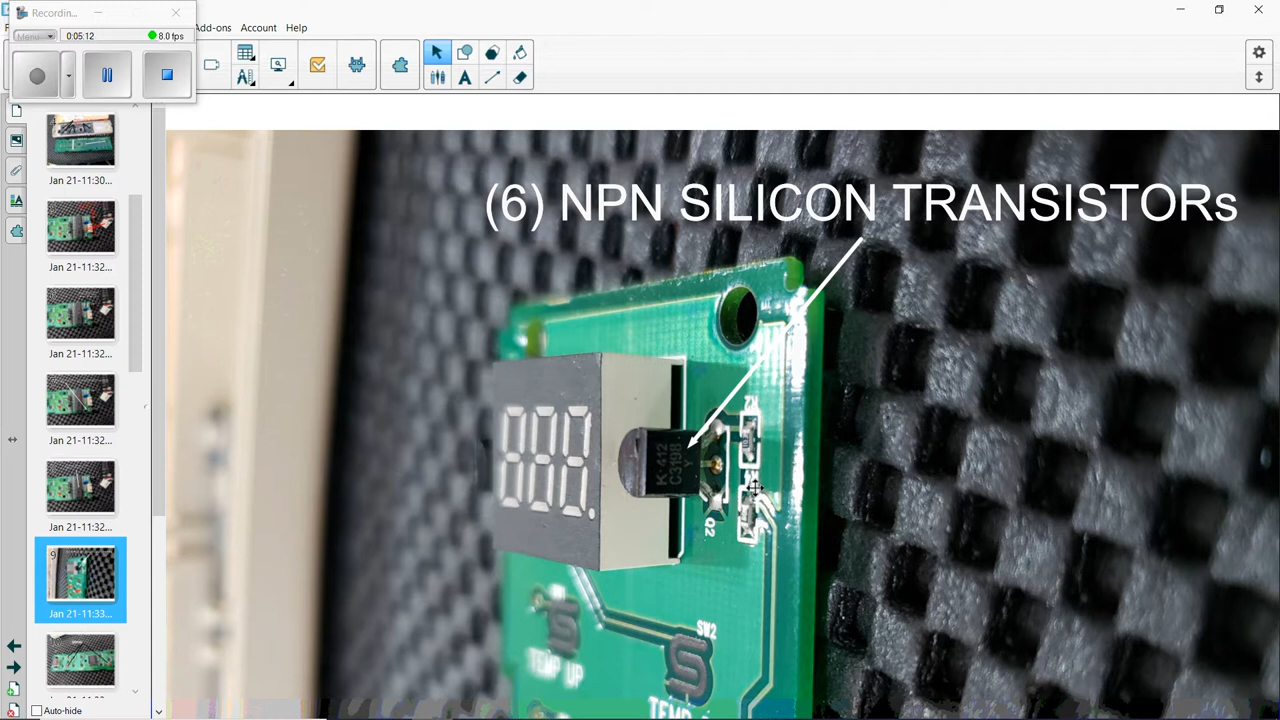 Recordin...
0:05:12
8.0 fps
Add-ons
Account
Help
(6) NPN SILICON TRANSISTORs
K 412
C3198
Y
Q2
SW2
TEMP UP
Jan 21-11:30...
Jan 21-11:32...
Jan 21-11:32...
Jan 21-11:32...
Jan 21-11:32...
9
Jan 21-11:33...
Auto-hide